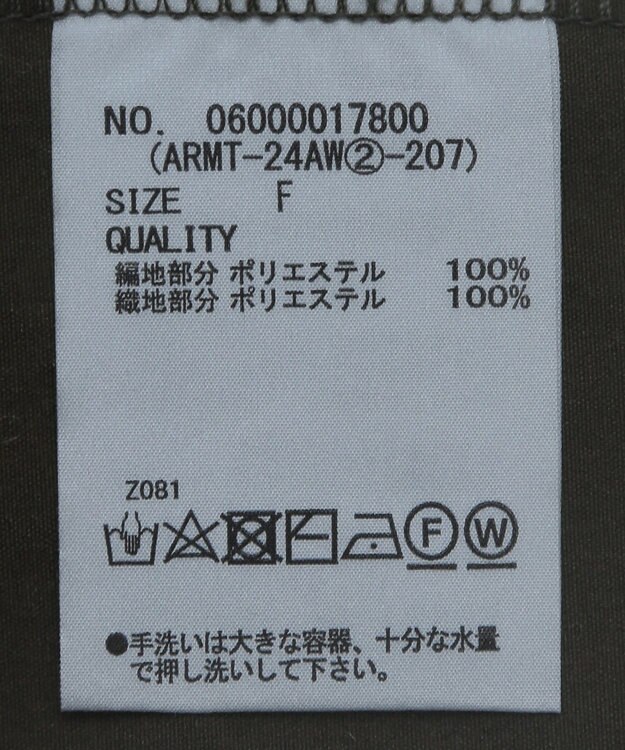 NO. 06000017800
(ARMT-24AW②-207)
SIZE F
QUALITY
編地部分 ポリエステル 100%
織地部分 ポリエステル 100%
Z081
F W
●手洗いは大きな容器、十分な水量
で押し洗いして下さい。